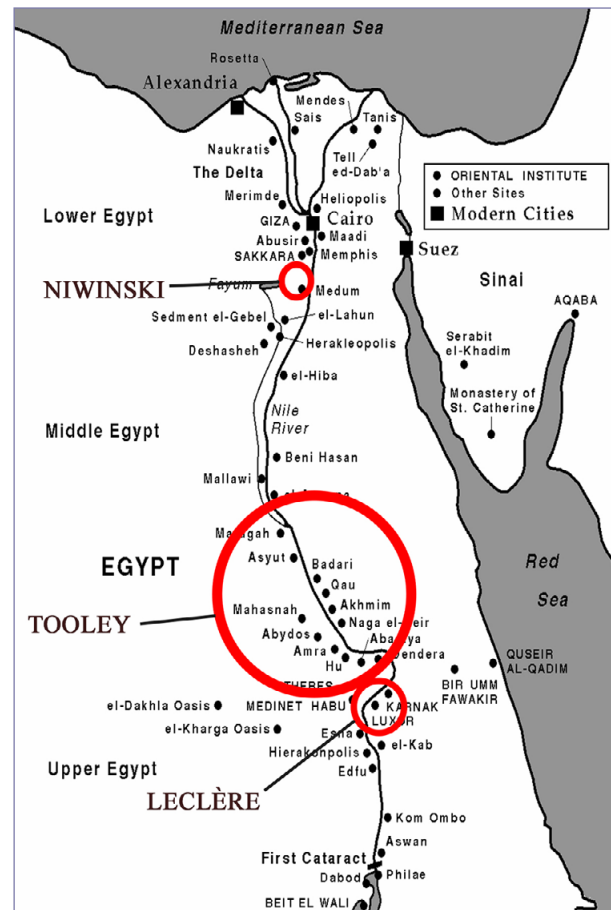 Mediterranean Sea
Rosetta
Alexandria
Mendes
Tanis
Sais
Naukratis
Tell
ed-Dab'a
The Delta
ORIENTAL INSTITUTE
Other Sites
Modern Cities
Merimde
Heliopolis
Lower Egypt
GIZA
Cairo
Abusir
Maadi
SAKKARA
Memphis
Suez
Sinai
NIWINSKI
Fayum
Medum
AQABA
Sedment el-Gebel
el-Lahun
Deshasheh
Herakleopolis
Serabit
el-Khadim
el-Hiba
Monastery of
St. Catherine
Nile
River
Middle Egypt
Beni Hasan
Mallawi
EGYPT
Asyut
Badari
Qau
Red
Sea
Mahasnah
Akhmim
TOOLEY
Abydos
Amra
Hu
Dendera
QUSEIR
AL-QADIM
BIR UMM
FAWAKIR
el-Dakhla Oasis
MEDINET HABU
KARNAK
LUXOR
el-Kharga Oasis
Esna
el-Kab
Hierakonpolis
Upper Egypt
Edfu
LECLÈRE
Kom Ombo
Aswan
First Cataract
Dabod
Philae
BEIT EL WALI